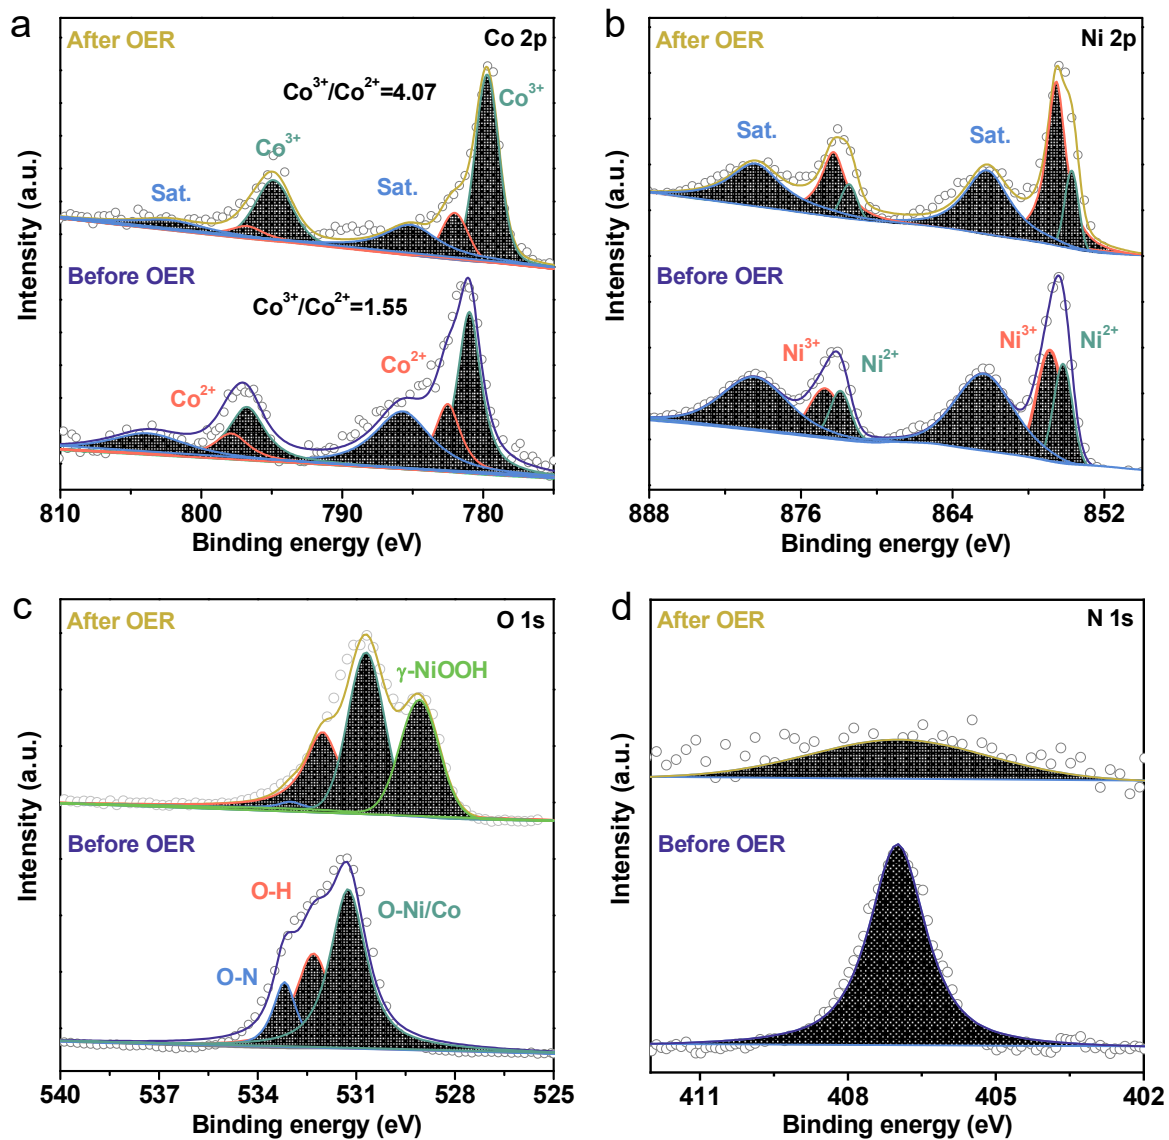 a
After OER
Co 2p
Co³⁺/Co²⁺=4.07
Co³⁺
Co³⁺
Sat.
Sat.
Before OER
Co³⁺/Co²⁺=1.55
Co²⁺
Co²⁺
Intensity (a.u.)
810 800 790 780
Binding energy (eV)
b
After OER
Ni 2p
Sat.
Sat.
Before OER
Ni³⁺
Ni²⁺
Ni³⁺
Ni²⁺
Intensity (a.u.)
888 876 864 852
Binding energy (eV)
c
After OER
O 1s
γ-NiOOH
Before OER
O-H
O-Ni/Co
O-N
Intensity (a.u.)
540 537 534 531 528 525
Binding energy (eV)
d
After OER
N 1s
Before OER
Intensity (a.u.)
411 408 405 402
Binding energy (eV)